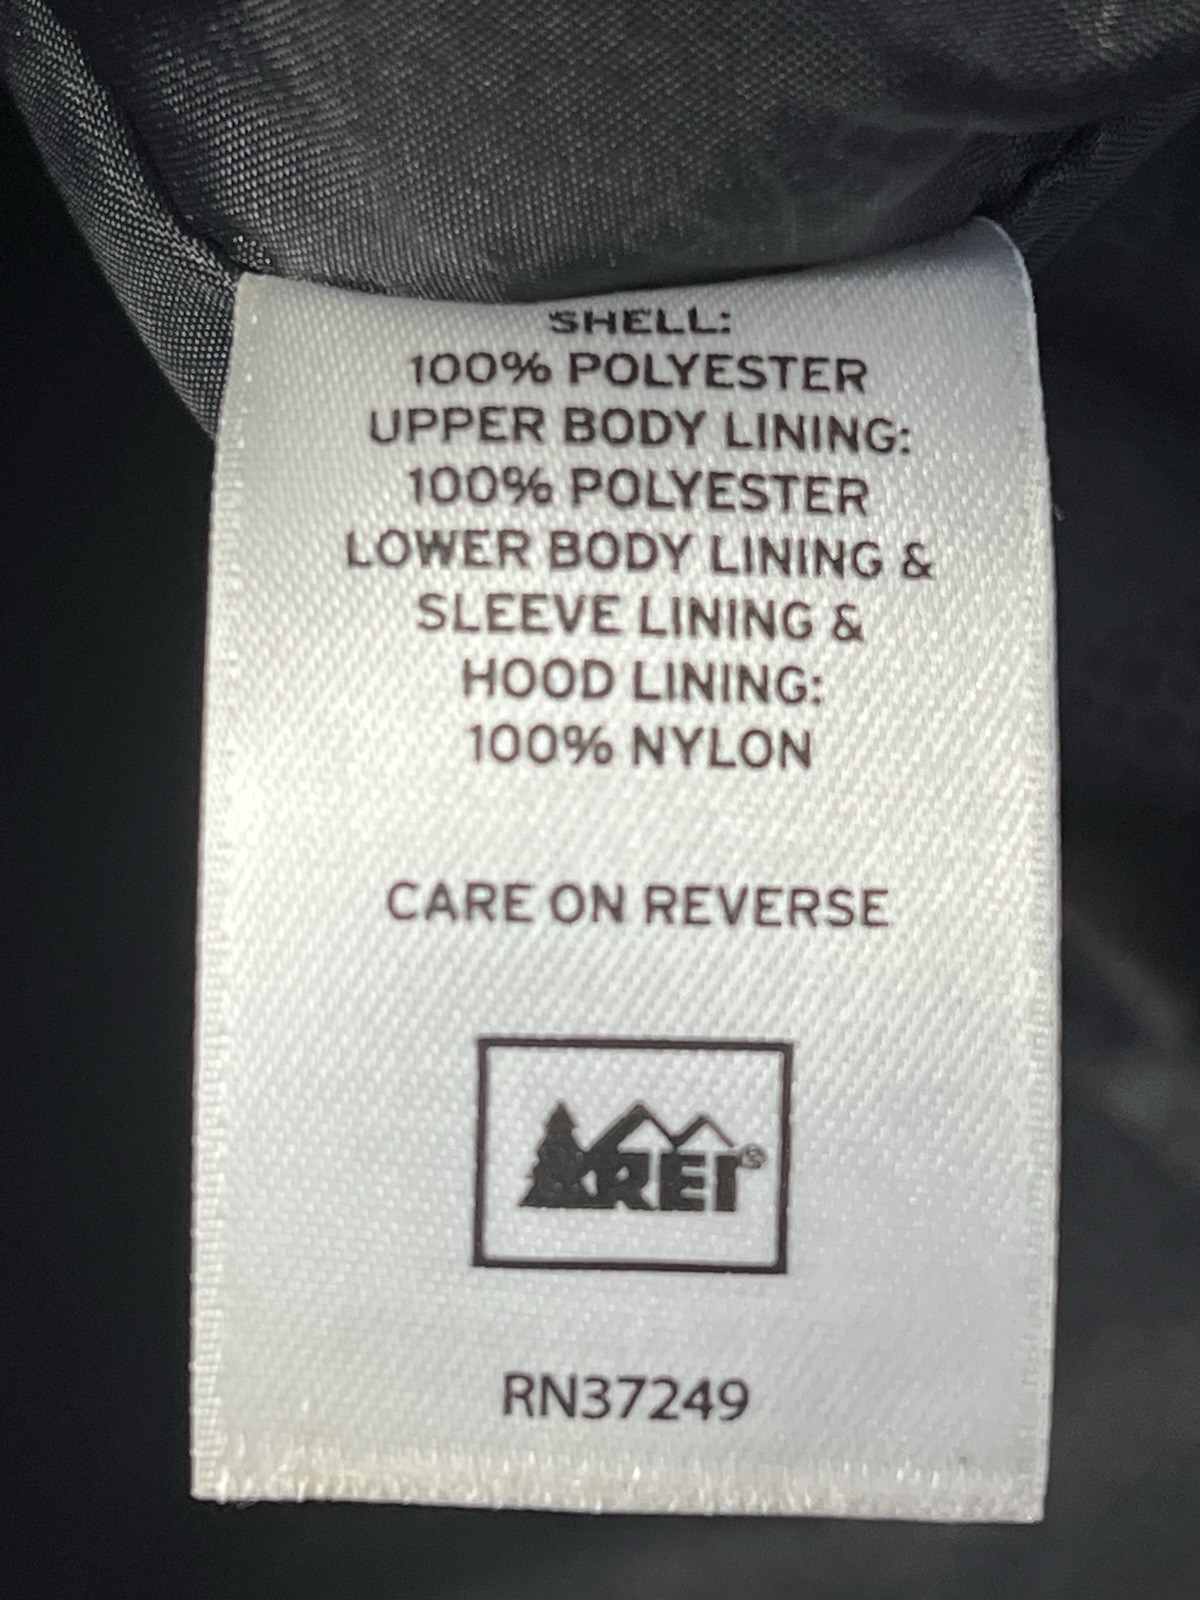 SHELL:
100% POLYESTER
UPPER BODY LINING:
100% POLYESTER
LOWER BODY LINING &
SLEEVE LINING &
HOOD LINING:
100% NYLON
CARE ON REVERSE
REI®
RN37249